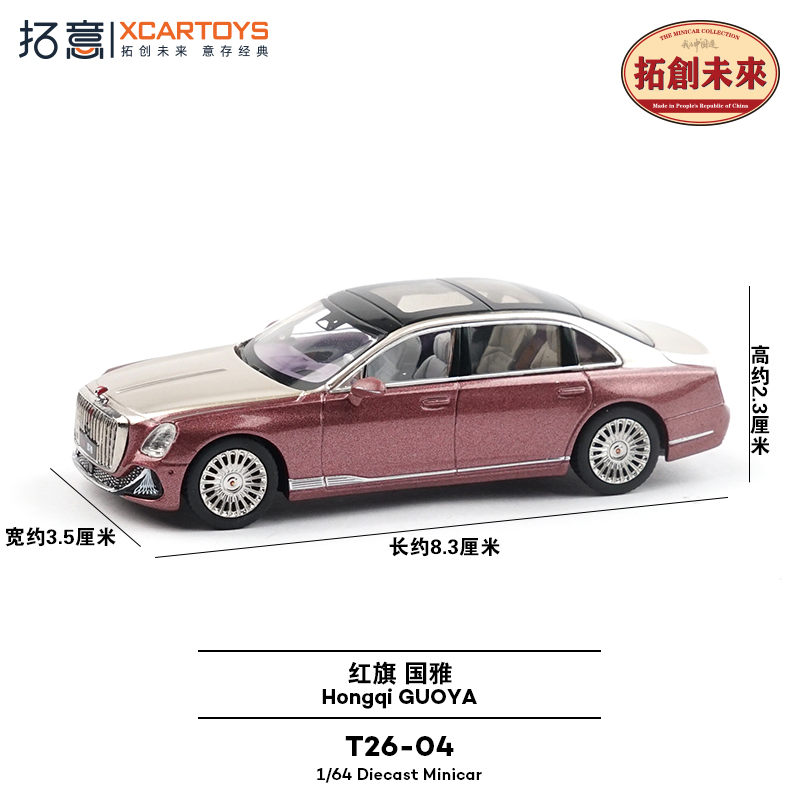 拓意 XCARTOYS
拓创未来 意存经典
THE MINICAR COLLECTION
拓創未來
Made in People's Republic of China
高约2.3厘米
宽约3.5厘米
长约8.3厘米
红旗 国雅
Hongqi GUOYA
T26-04
1/64 Diecast Minicar